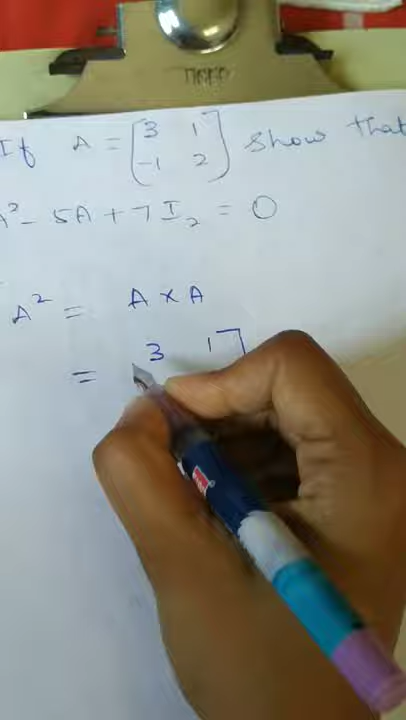 If A = [3 1] show that
[-1 2]
A² - 5A + 7I₂ = 0
A² = A × A
= 3 1]